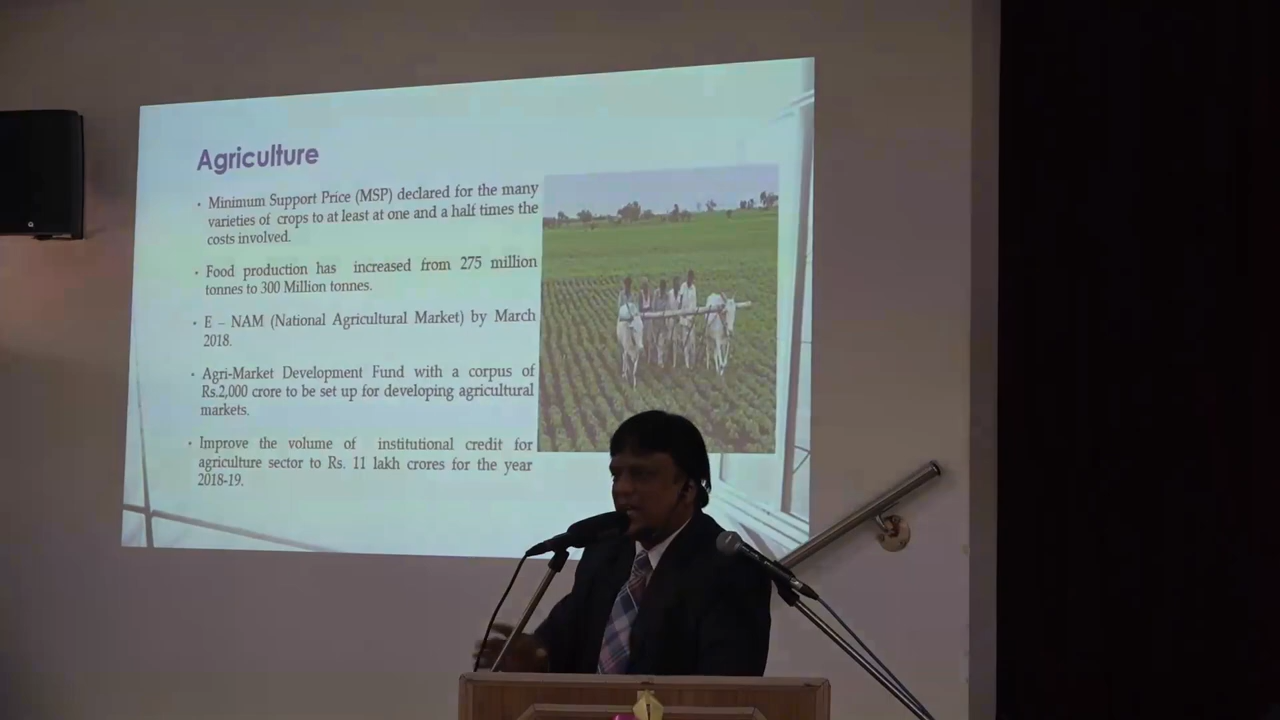 Agriculture
• Minimum Support Price (MSP) declared for the many
varieties of crops to at least at one and a half times the
costs involved.
• Food production has increased from 275 million
tonnes to 300 Million tonnes.
• E – NAM (National Agricultural Market) by March
2018.
• Agri-Market Development Fund with a corpus of
Rs.2,000 crore to be set up for developing agricultural
markets.
• Improve the volume of institutional credit for
agriculture sector to Rs. 11 lakh crores for the year
2018-19.